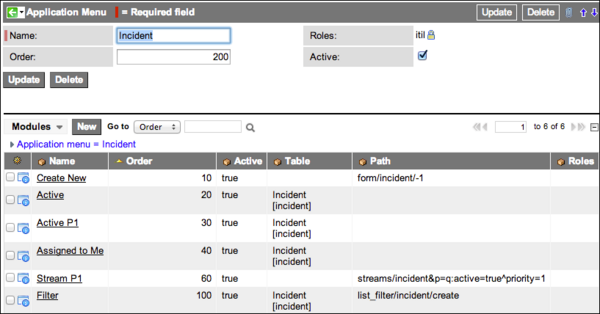 Application Menu = Required field Update Delete
Name: Incident Roles: itil
Order: 200 Active:
Update Delete
Modules New Go to Order 1 to 6 of 6
Application menu = Incident
Name Order Active Table Path Roles
Create New 10 true form/incident/-1
Active 20 true Incident
[incident]
Active P1 30 true Incident
[incident]
Assigned to Me 40 true Incident
[incident]
Stream P1 60 true streams/incident&p=q:active=true^priority=1
Filter 100 true Incident list_filter/incident/create
[incident]